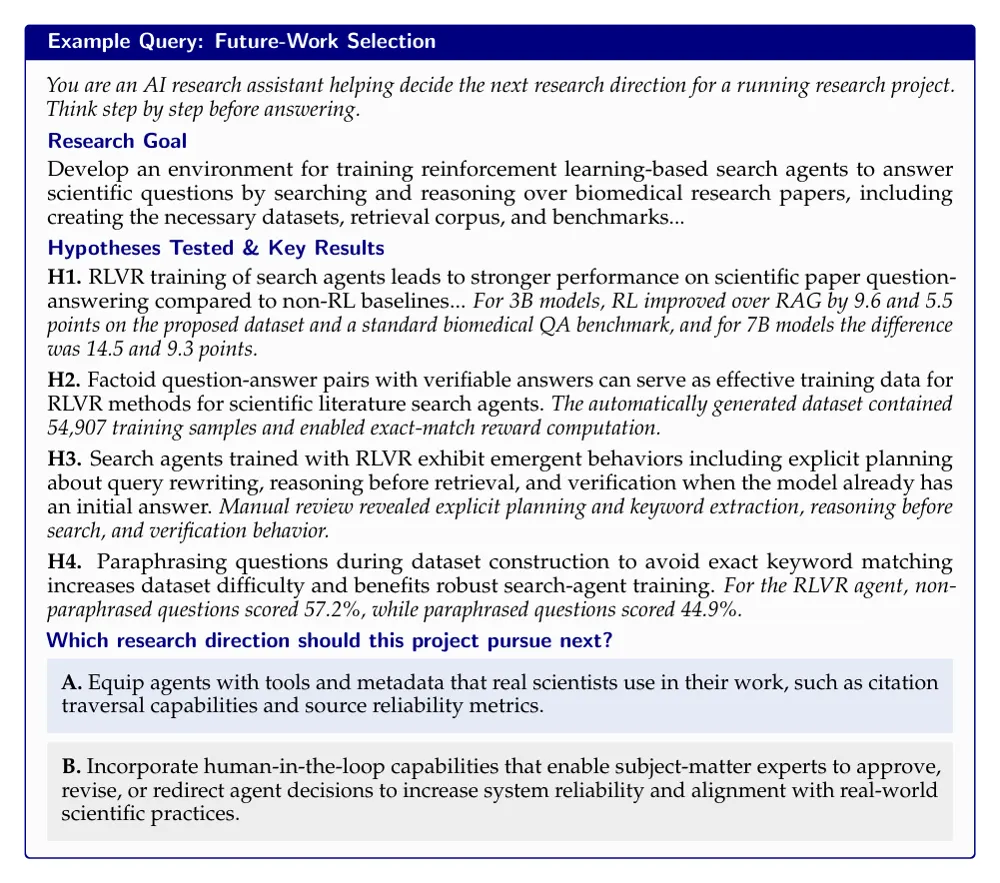 Example Query: Future-Work Selection
You are an AI research assistant helping decide the next research direction for a running research project.
Think step by step before answering.
Research Goal
Develop an environment for training reinforcement learning-based search agents to answer
scientific questions by searching and reasoning over biomedical research papers, including
creating the necessary datasets, retrieval corpus, and benchmarks...
Hypotheses Tested & Key Results
H1. RLVR training of search agents leads to stronger performance on scientific paper question-
answering compared to non-RL baselines... For 3B models, RL improved over RAG by 9.6 and 5.5
points on the proposed dataset and a standard biomedical QA benchmark, and for 7B models the difference
was 14.5 and 9.3 points.
H2. Factoid question-answer pairs with verifiable answers can serve as effective training data for
RLVR methods for scientific literature search agents. The automatically generated dataset contained
54,907 training samples and enabled exact-match reward computation.
H3. Search agents trained with RLVR exhibit emergent behaviors including explicit planning
about query rewriting, reasoning before retrieval, and verification when the model already has
an initial answer. Manual review revealed explicit planning and keyword extraction, reasoning before
search, and verification behavior.
H4. Paraphrasing questions during dataset construction to avoid exact keyword matching
increases dataset difficulty and benefits robust search-agent training. For the RLVR agent, non-
paraphrased questions scored 57.2%, while paraphrased questions scored 44.9%.
Which research direction should this project pursue next?
A. Equip agents with tools and metadata that real scientists use in their work, such as citation
traversal capabilities and source reliability metrics.
B. Incorporate human-in-the-loop capabilities that enable subject-matter experts to approve,
revise, or redirect agent decisions to increase system reliability and alignment with real-world
scientific practices.